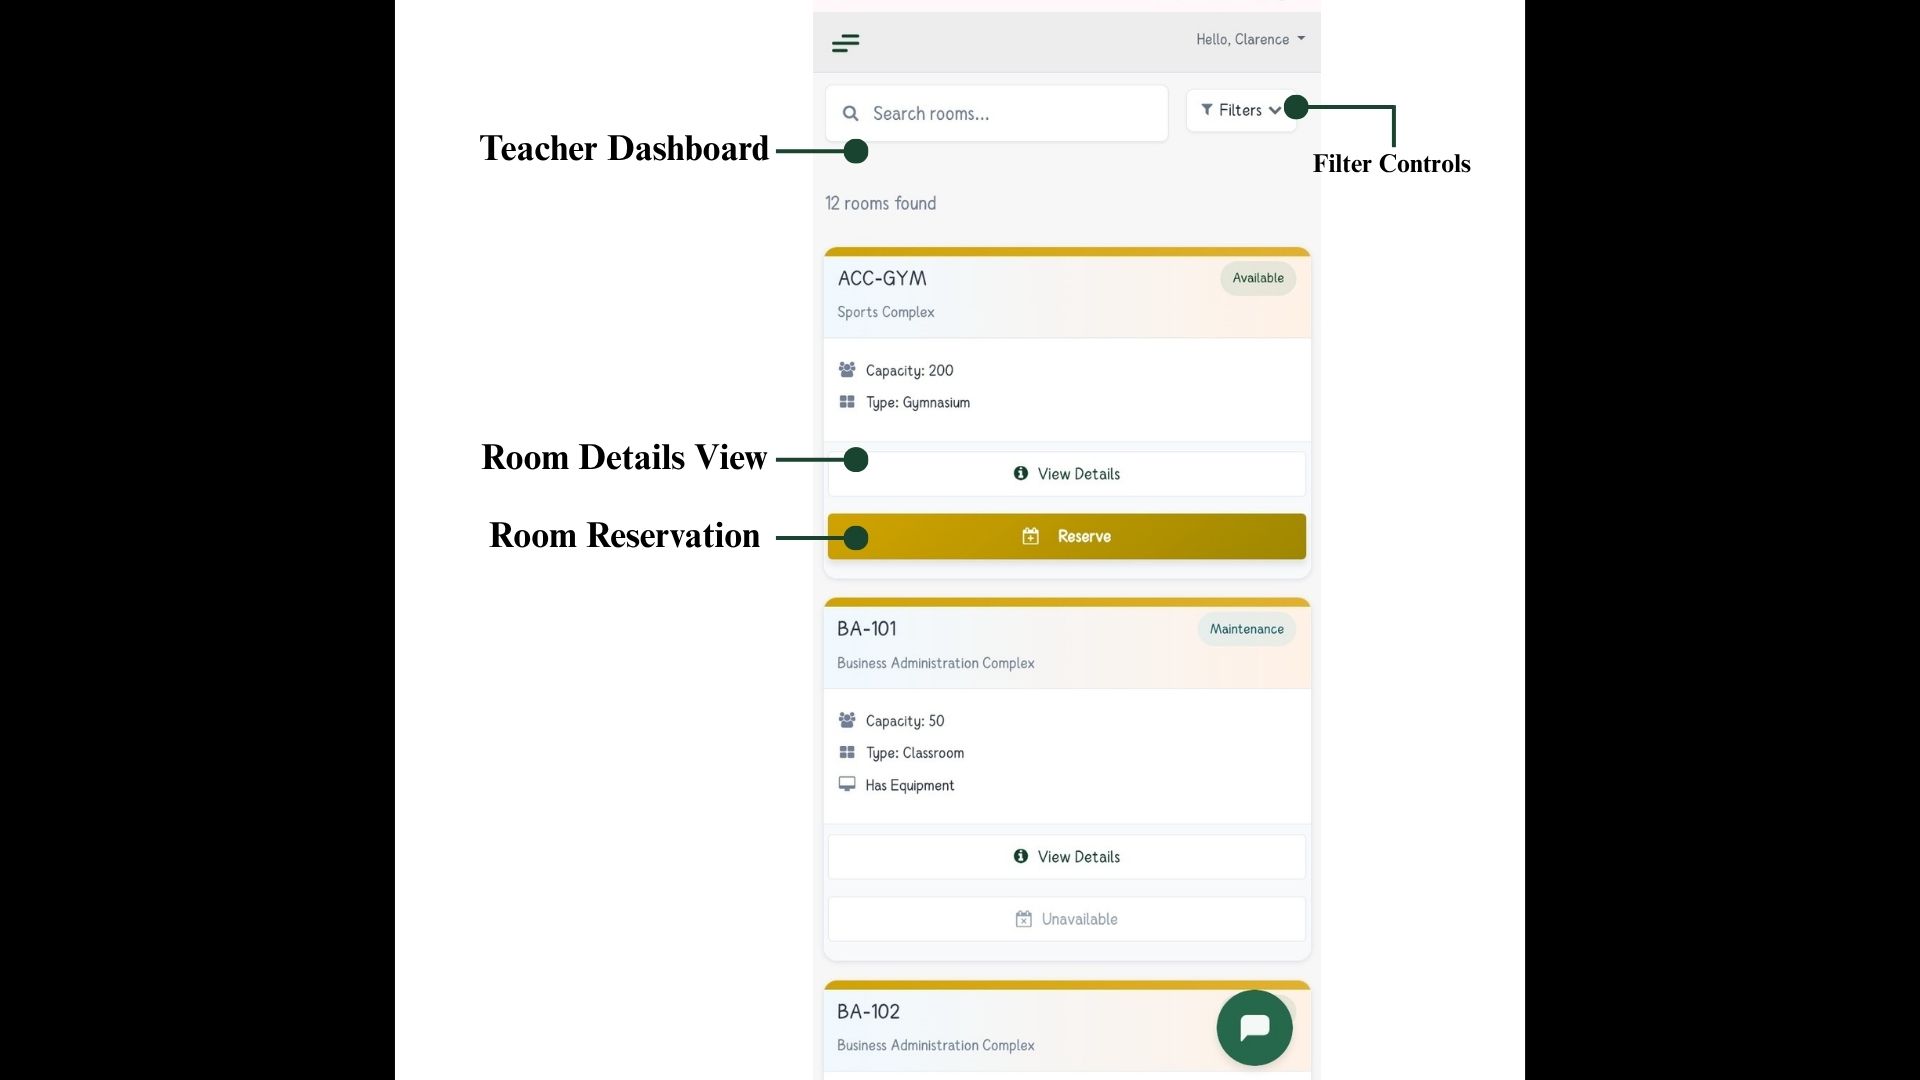 Hello, Clarence
Search rooms...
Filters
Teacher Dashboard
Filter Controls
12 rooms found
ACC-GYM
Available
Sports Complex
Capacity: 200
Type: Gymnasium
Room Details View
View Details
Room Reservation
Reserve
BA-101
Maintenance
Business Administration Complex
Capacity: 50
Type: Classroom
Has Equipment
View Details
Unavailable
BA-102
Business Administration Complex